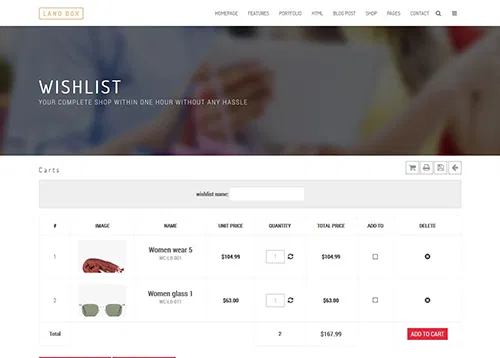 LAND BOX
HOMEPAGE FEATURES PORTFOLIO HTML BLOG POST SHOP PAGES CONTACT
WISHLIST
YOUR COMPLETE SHOP WITHIN ONE HOUR WITHOUT ANY HASSLE
Carts
wishlist name:
# IMAGE NAME UNIT PRICE QUANTITY TOTAL PRICE ADD TO DELETE
1 Women wear 5 $104.99 1 $104.99
WC-LB-001
2 Women glass 1 $63.00 1 $63.00
WC-LB-011
Total 2 $167.99 ADD TO CART